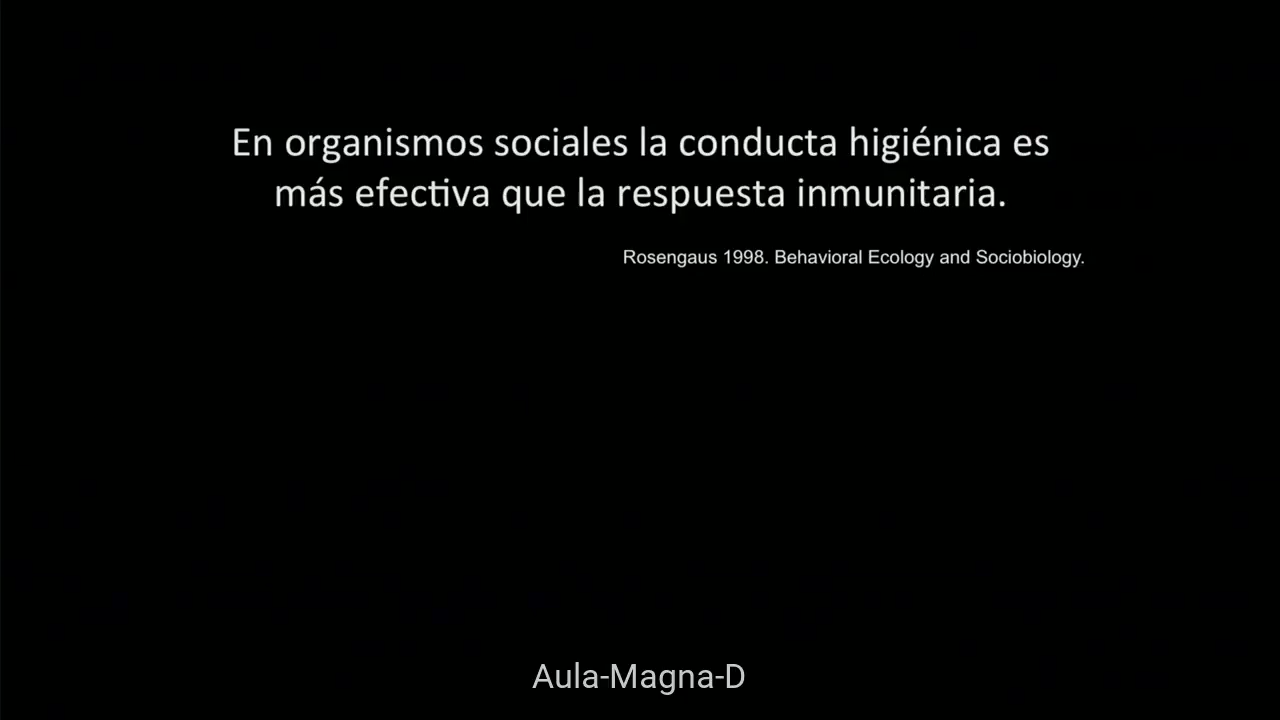 En organismos sociales la conducta higiénica es
más efectiva que la respuesta inmunitaria.
Rosengaus 1998. Behavioral Ecology and Sociobiology.
Aula-Magna-D